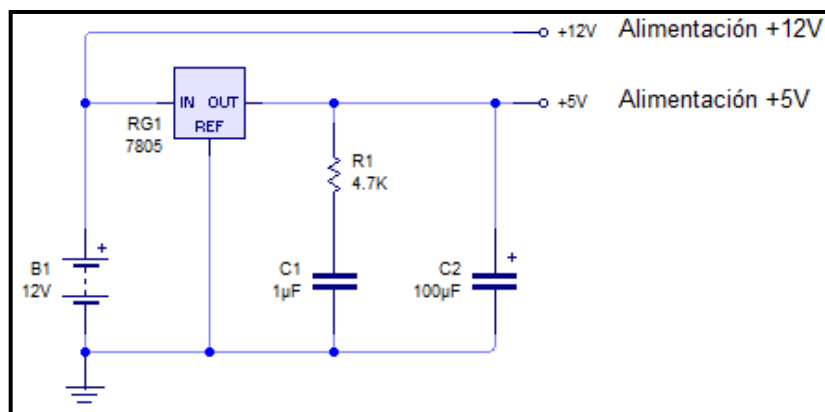 +12V Alimentación +12V
IN OUT
REF
+5V Alimentación +5V
RG1
7805
R1
4.7K
+
B1
12V
C1
1µF
+
C2
100µF